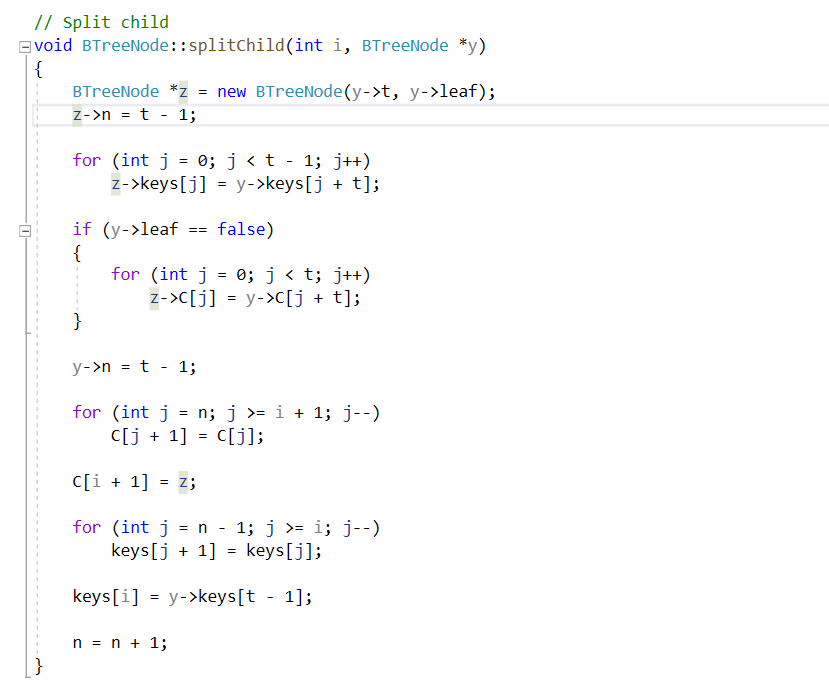 // Split child
void BTreeNode::splitChild(int i, BTreeNode *y)
{
    BTreeNode *z = new BTreeNode(y->t, y->leaf);
    z->n = t - 1;

    for (int j = 0; j < t - 1; j++)
        z->keys[j] = y->keys[j + t];

    if (y->leaf == false)
    {
        for (int j = 0; j < t; j++)
            z->C[j] = y->C[j + t];
    }

    y->n = t - 1;

    for (int j = n; j >= i + 1; j--)
        C[j + 1] = C[j];

    C[i + 1] = z;

    for (int j = n - 1; j >= i; j--)
        keys[j + 1] = keys[j];

    keys[i] = y->keys[t - 1];

    n = n + 1;
}